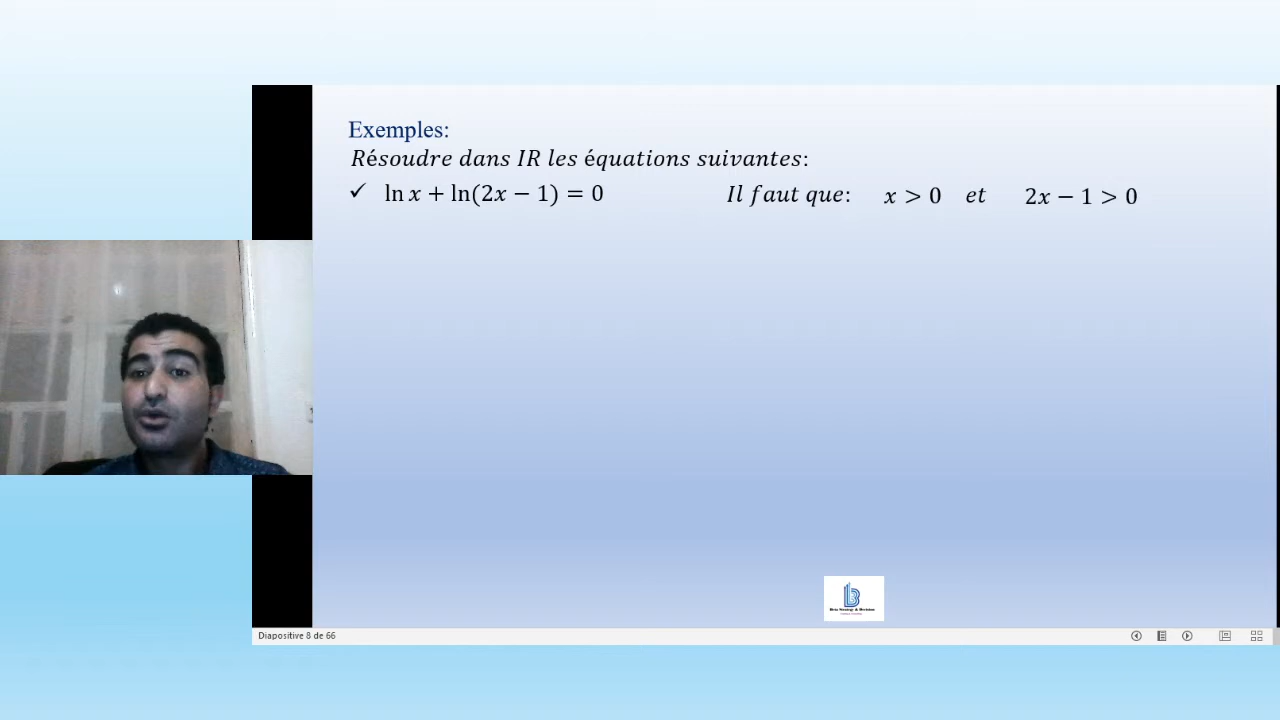 Exemples:
Résoudre dans IR les équations suivantes:
✓ ln x + ln(2x − 1) = 0 Il faut que: x > 0 et 2x − 1 > 0
Diapositive 8 de 66